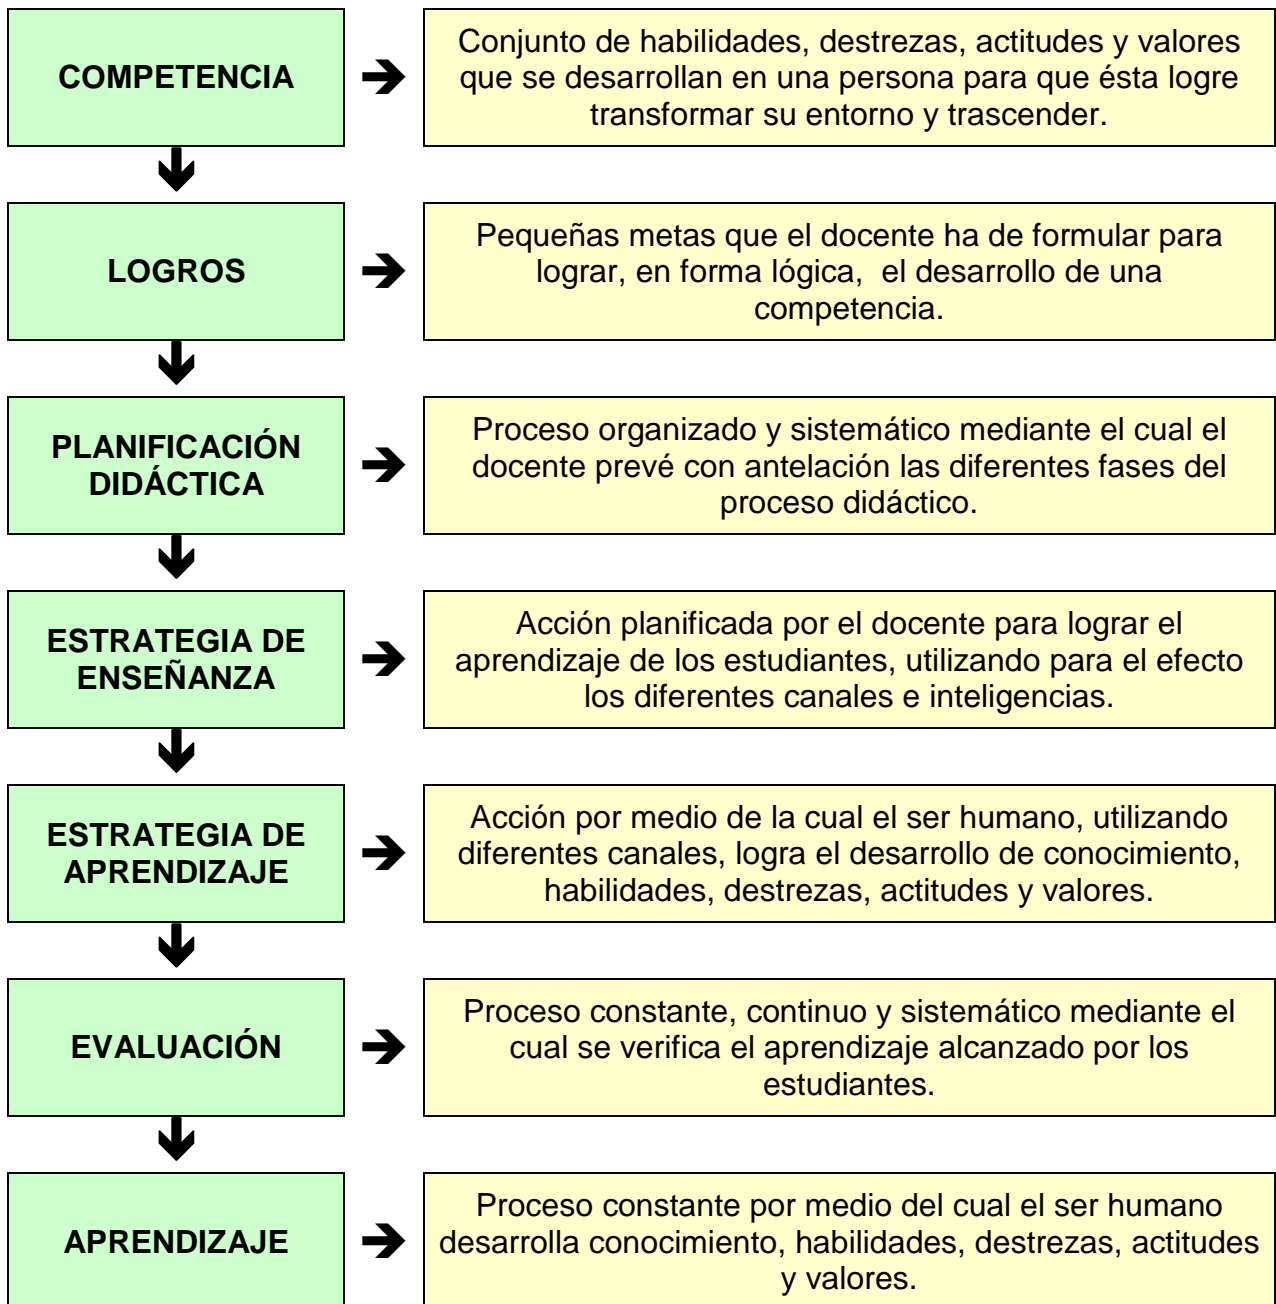 COMPETENCIA
Conjunto de habilidades, destrezas, actitudes y valores
que se desarrollan en una persona para que ésta logre
transformar su entorno y trascender.
LOGROS
Pequeñas metas que el docente ha de formular para
lograr, en forma lógica,  el desarrollo de una
competencia.
PLANIFICACIÓN
DIDÁCTICA
Proceso organizado y sistemático mediante el cual el
docente prevé con antelación las diferentes fases del
proceso didáctico.
ESTRATEGIA DE
ENSEÑANZA
Acción planificada por el docente para lograr el
aprendizaje de los estudiantes, utilizando para el efecto
los diferentes canales e inteligencias.
ESTRATEGIA DE
APRENDIZAJE
Acción por medio de la cual el ser humano, utilizando
diferentes canales, logra el desarrollo de conocimiento,
habilidades, destrezas, actitudes y valores.
EVALUACIÓN
Proceso constante, continuo y sistemático mediante el
cual se verifica el aprendizaje alcanzado por los
estudiantes.
APRENDIZAJE
Proceso constante por medio del cual el ser humano
desarrolla conocimiento, habilidades, destrezas, actitudes
y valores.